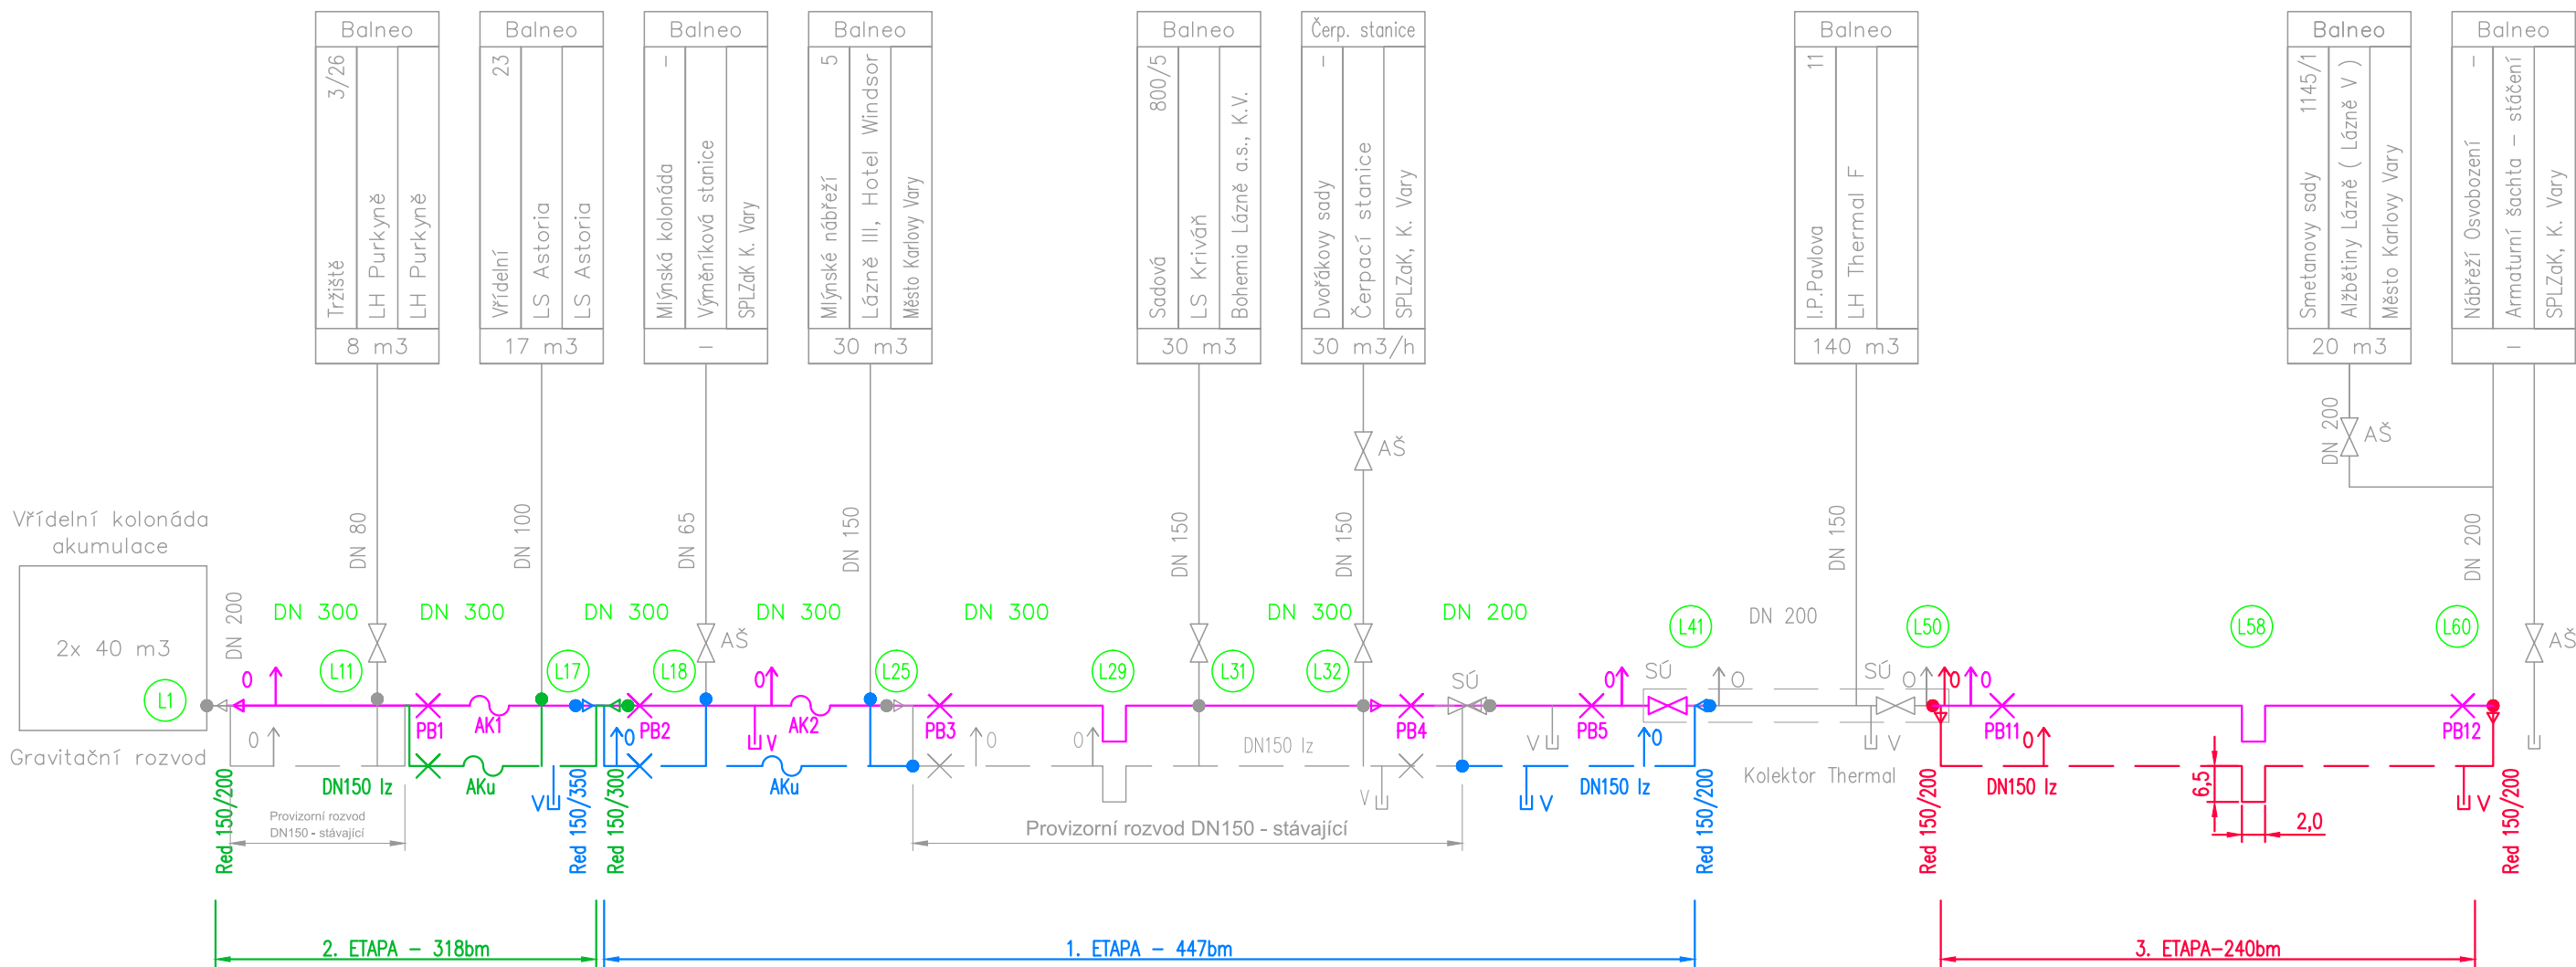 Balneo
Tržiště 3/26
LH Purkyně
LH Purkyně
8 m3
Balneo
Vřídelní 23
LS Astoria
LS Astoria
17 m3
Balneo
Mlýnská kolonáda -
Výměníková stanice
SPLZaK K. Vary
-
Balneo
Mlýnské nábřeží 5
Lázně III, Hotel Windsor
Město Karlovy Vary
30 m3
Balneo
Sadová 800/5
LS Kriváň
Bohemia Lázně a.s., K.V.
30 m3
Čerp. stanice
Dvořákovy sady -
Čerpací stanice
SPLZaK, K. Vary
30 m3/h
Balneo
I.P.Pavlova 11
LH Thermal F
140 m3
Balneo
Smetanovy sady 1145/1
Alžbětiny Lázně ( Lázně V )
Město Karlovy Vary
20 m3
Balneo
Nábřeží Osvobození -
Armaturní šachta - stáčení
SPLZaK, K. Vary
-
AŠ
DN 200
AŠ
DN 80
DN 100
DN 65
DN 150
DN 150
DN 150
DN 150
DN 200
Vřídelní kolonáda
akumulace
2x 40 m3
Gravitační rozvod
DN 200
DN 300
DN 300
DN 300
DN 300
DN 300
DN 300
DN 200
DN 200
AŠ
AŠ
L1
L11
L17
L18
L25
L29
L31
L32
L41
L50
L58
L60
SÚ
SÚ
SÚ
O
O
O
O
O
O
O
PB1
AK1
PB2
V
AK2
PB3
PB4
V
PB5
V
PB11
PB12
O
O
O
O
DN150 Iz
O
O
Kolektor Thermal
DN150 Iz
AKu
V
AKu
V
V
DN150 Iz
DN150 Iz
V
6,5
2,0
Red 150/200
Red 150/350
Red 150/300
Red 150/200
Red 150/200
Red 150/200
Provizorní rozvod
DN150 - stávající
Provizorní rozvod DN150 - stávající
2. ETAPA - 318bm
1. ETAPA - 447bm
3. ETAPA-240bm